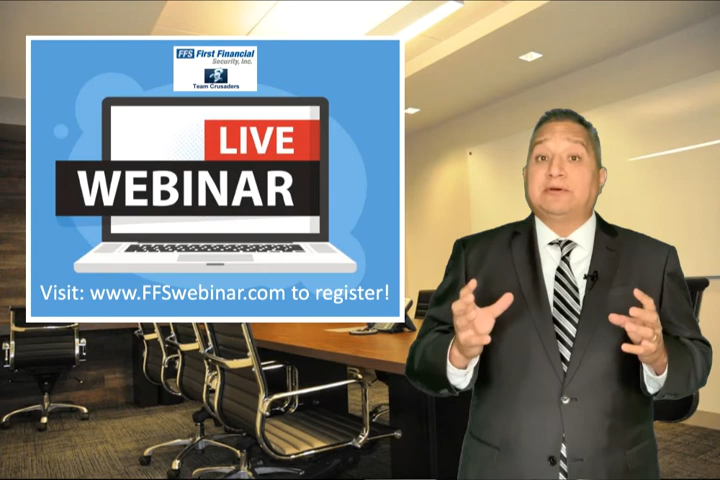 FFS First Financial
Security, Inc.
Team Crusaders
LIVE
WEBINAR
Visit: www.FFSwebinar.com to register!